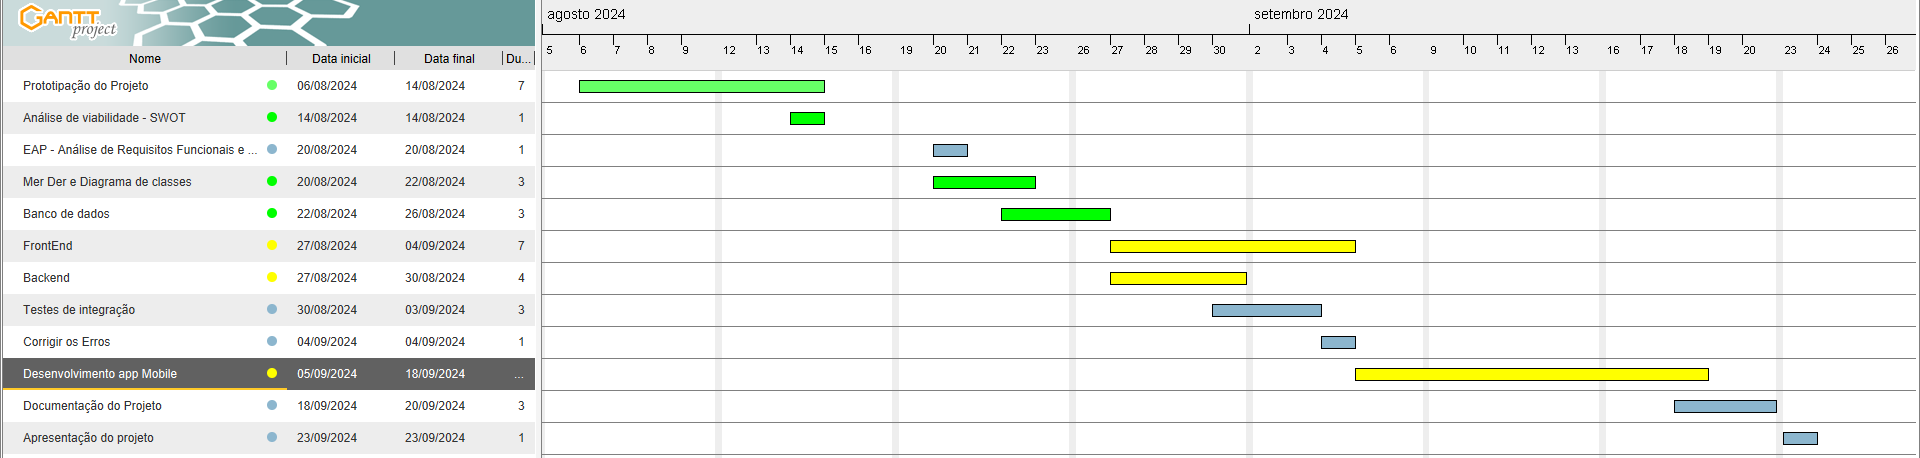 GANTT
project
Nome Data inicial Data final Du...
Prototipação do Projeto 06/08/2024 14/08/2024 7
Análise de viabilidade - SWOT 14/08/2024 14/08/2024 1
EAP - Análise de Requisitos Funcionais e ... 20/08/2024 20/08/2024 1
Mer Der e Diagrama de classes 20/08/2024 22/08/2024 3
Banco de dados 22/08/2024 26/08/2024 3
FrontEnd 27/08/2024 04/09/2024 7
Backend 27/08/2024 30/08/2024 4
Testes de integração 30/08/2024 03/09/2024 3
Corrigir os Erros 04/09/2024 04/09/2024 1
Desenvolvimento app Mobile 05/09/2024 18/09/2024 ...
Documentação do Projeto 18/09/2024 20/09/2024 3
Apresentação do projeto 23/09/2024 23/09/2024 1
agosto 2024 setembro 2024
5 6 7 8 9 12 13 14 15 16 19 20 21 22 23 26 27 28 29 30 2 3 4 5 6 9 10 11 12 13 16 17 18 19 20 23 24 25 26